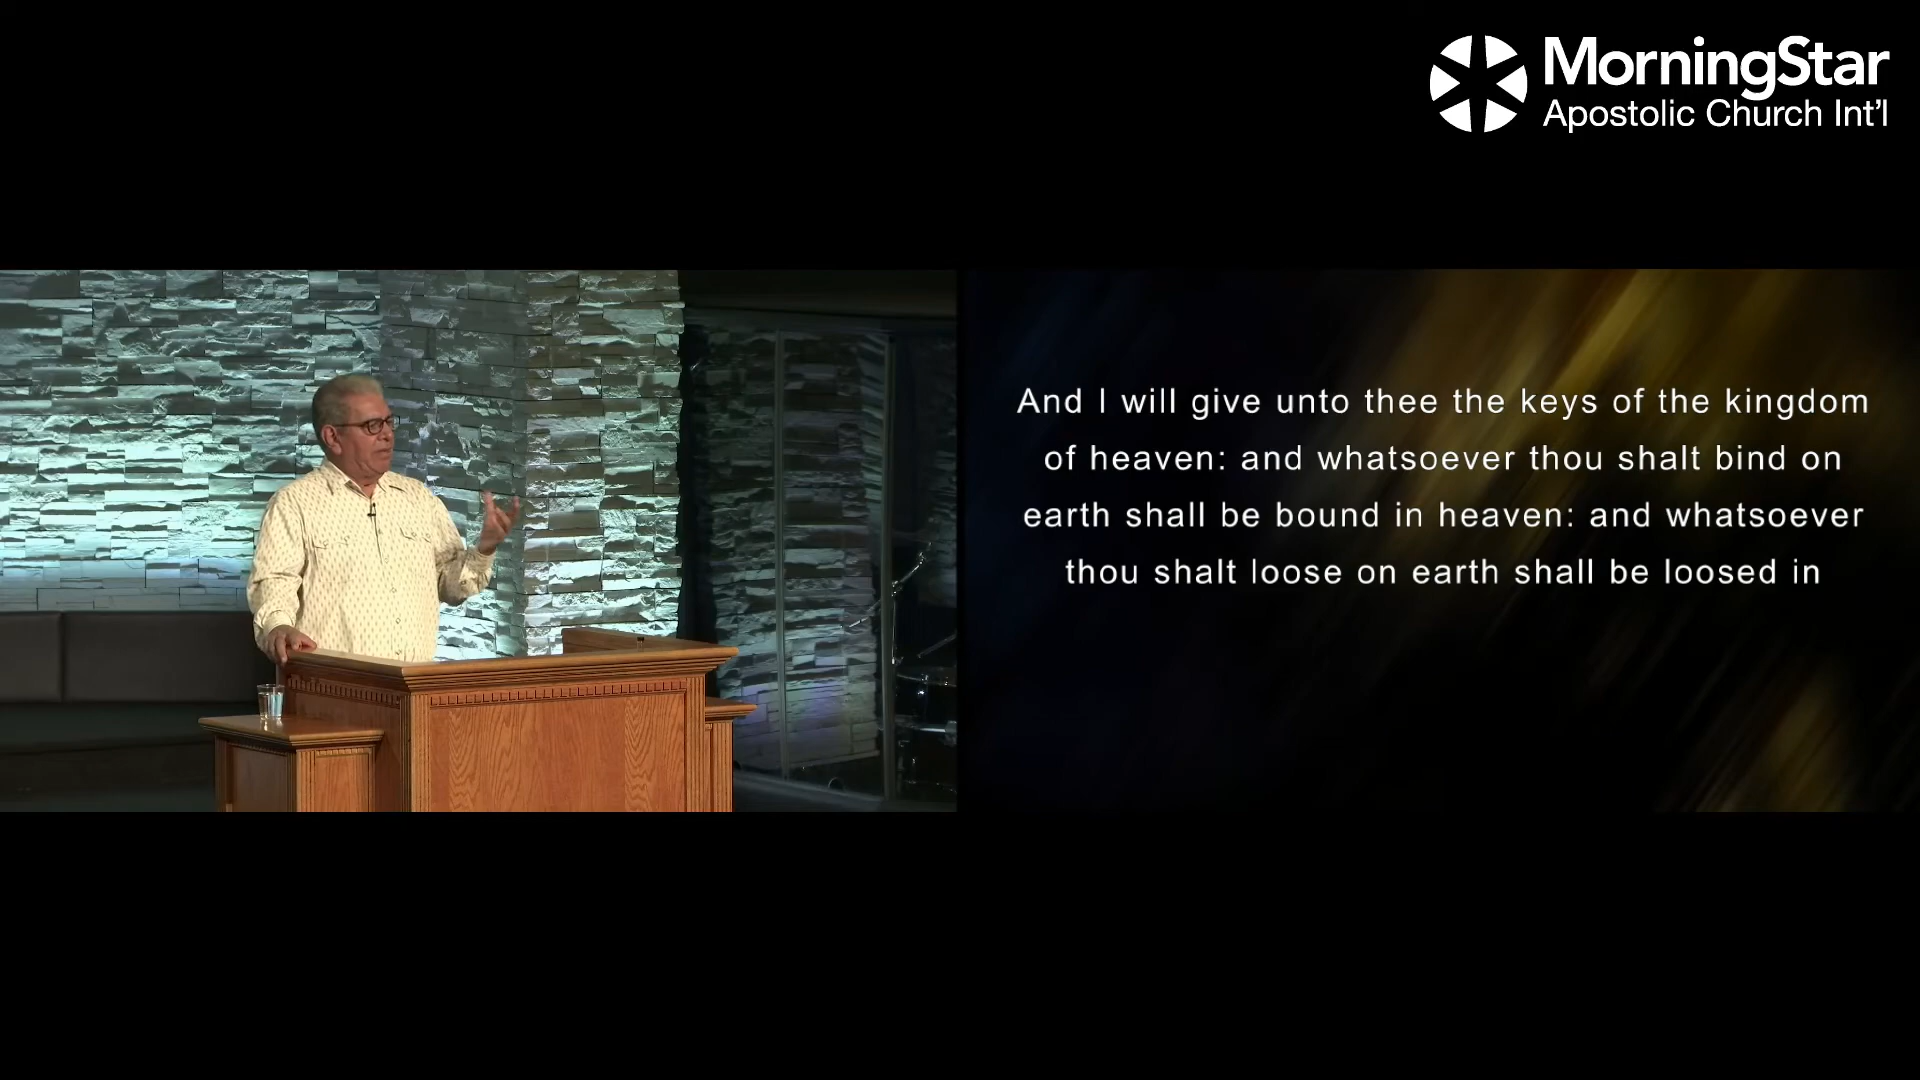 MorningStar
Apostolic Church Int'l
And I will give unto thee the keys of the kingdom
of heaven: and whatsoever thou shalt bind on
earth shall be bound in heaven: and whatsoever
thou shalt loose on earth shall be loosed in